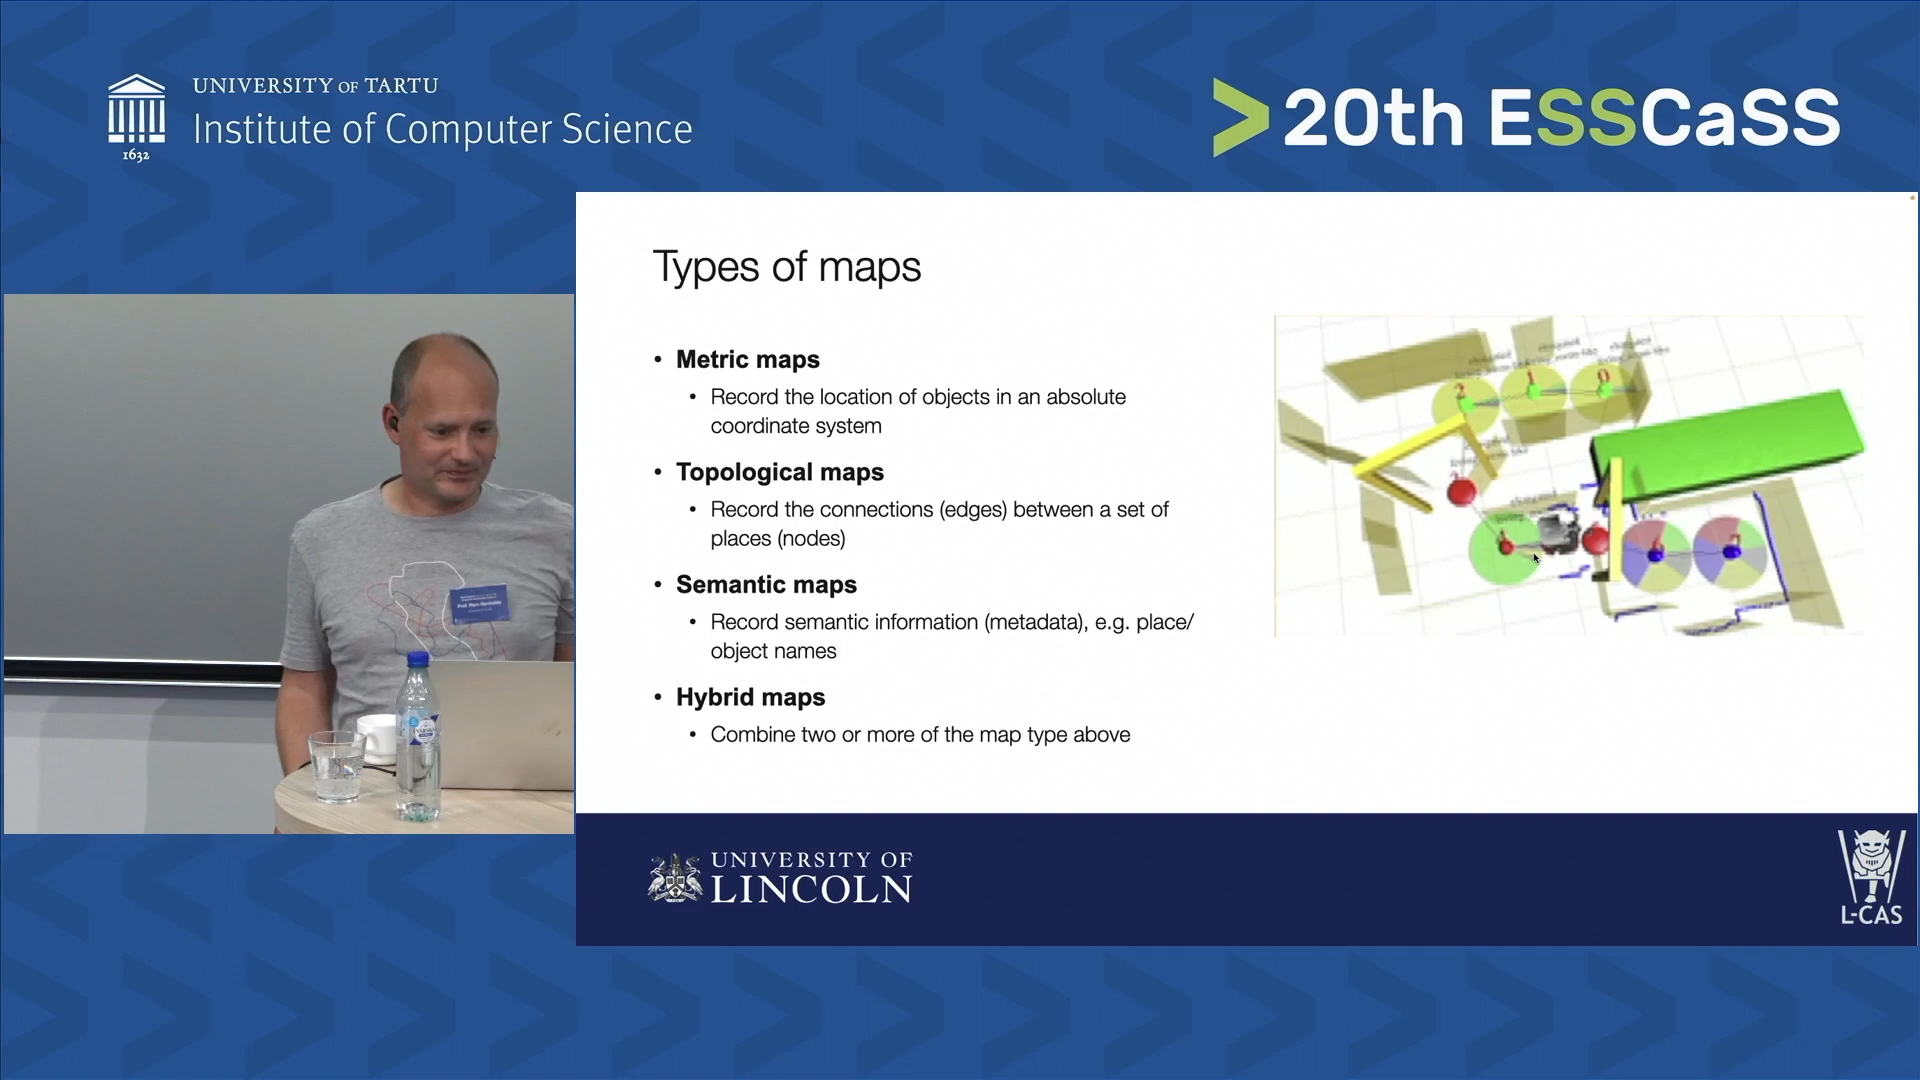 UNIVERSITY OF TARTU
Institute of Computer Science
1632
>20th ESSCaSS
Types of maps
• Metric maps
• Record the location of objects in an absolute
coordinate system
• Topological maps
• Record the connections (edges) between a set of
places (nodes)
• Semantic maps
• Record semantic information (metadata), e.g. place/
object names
• Hybrid maps
• Combine two or more of the map type above
UNIVERSITY OF
LINCOLN
L-CAS